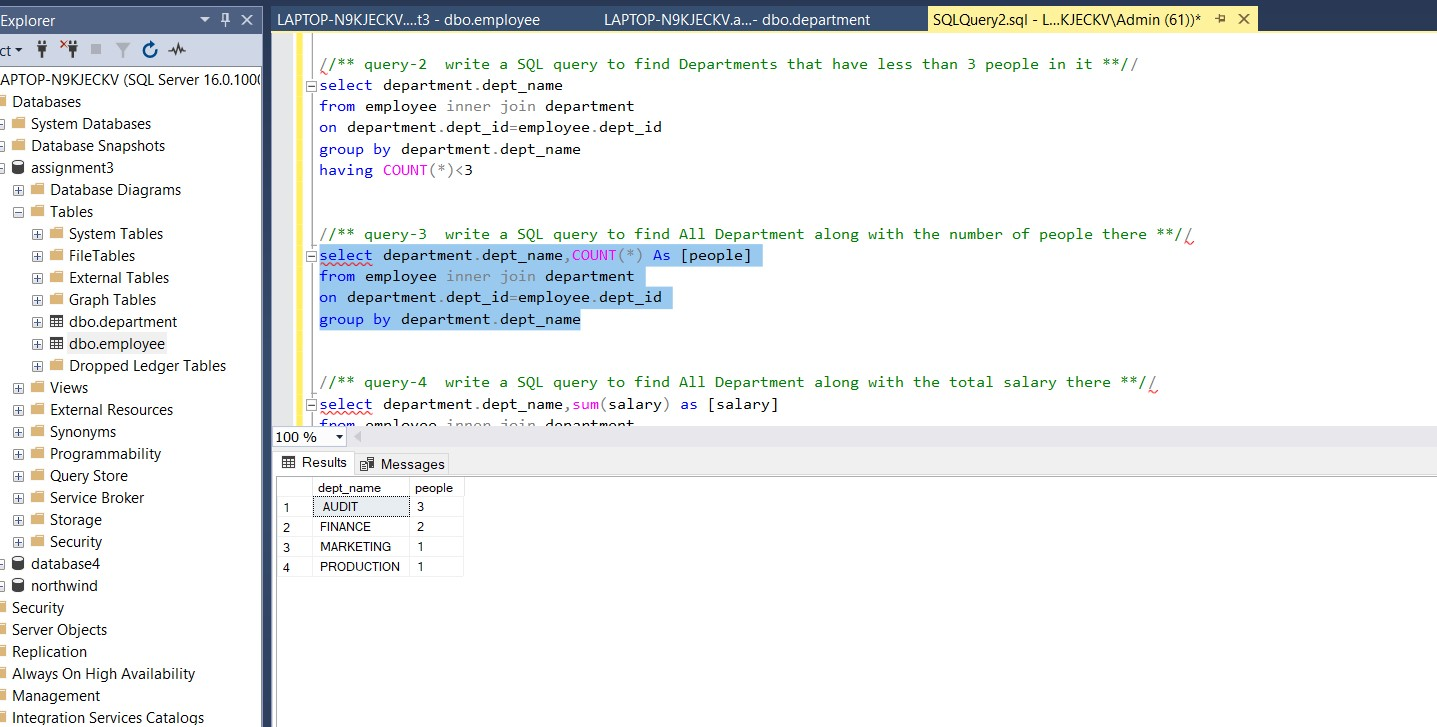 Explorer
LAPTOP-N9KJECKV....t3 - dbo.employee
LAPTOP-N9KJECKV.a...- dbo.department
SQLQuery2.sql - L...KJECKV\Admin (61))*
ct
APTOP-N9KJECKV (SQL Server 16.0.100
Databases
System Databases
Database Snapshots
assignment3
Database Diagrams
Tables
System Tables
FileTables
External Tables
Graph Tables
dbo.department
dbo.employee
Dropped Ledger Tables
Views
External Resources
Synonyms
Programmability
Query Store
Service Broker
Storage
Security
database4
northwind
Security
Server Objects
Replication
Always On High Availability
Management
Integration Services Catalogs
//** query-2  write a SQL query to find Departments that have less than 3 people in it **//
select department.dept_name
from employee inner join department
on department.dept_id=employee.dept_id
group by department.dept_name
having COUNT(*)<3
//** query-3  write a SQL query to find All Department along with the number of people there **//
select department.dept_name,COUNT(*) As [people]
from employee inner join department
on department.dept_id=employee.dept_id
group by department.dept_name
//** query-4  write a SQL query to find All Department along with the total salary there **//
select department.dept_name,sum(salary) as [salary]
from employee inner join department
100 %
Results
Messages
dept_name people
1 AUDIT 3
2 FINANCE 2
3 MARKETING 1
4 PRODUCTION 1